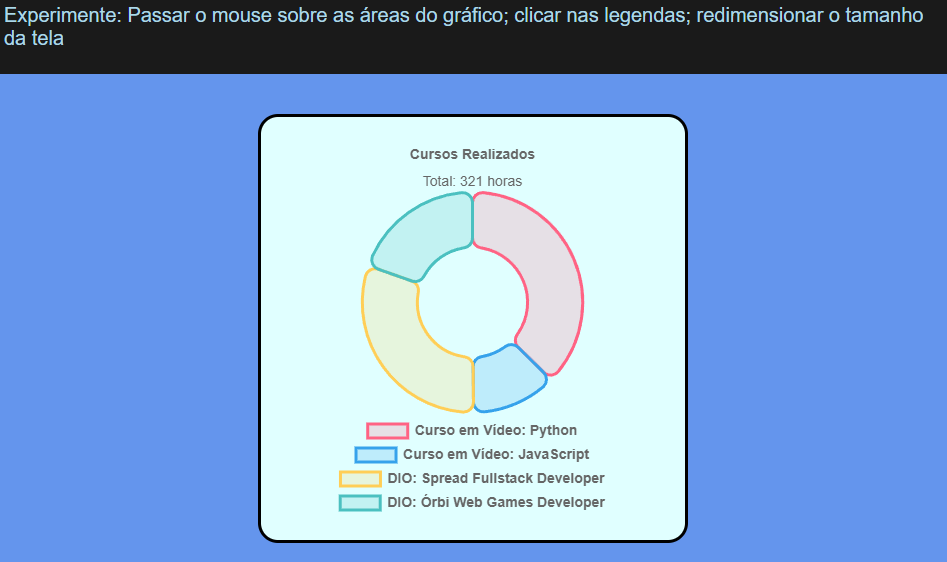 Experimente: Passar o mouse sobre as áreas do gráfico; clicar nas legendas; redimensionar o tamanho
da tela
Cursos Realizados
Total: 321 horas
Curso em Vídeo: Python
Curso em Vídeo: JavaScript
DIO: Spread Fullstack Developer
DIO: Órbi Web Games Developer